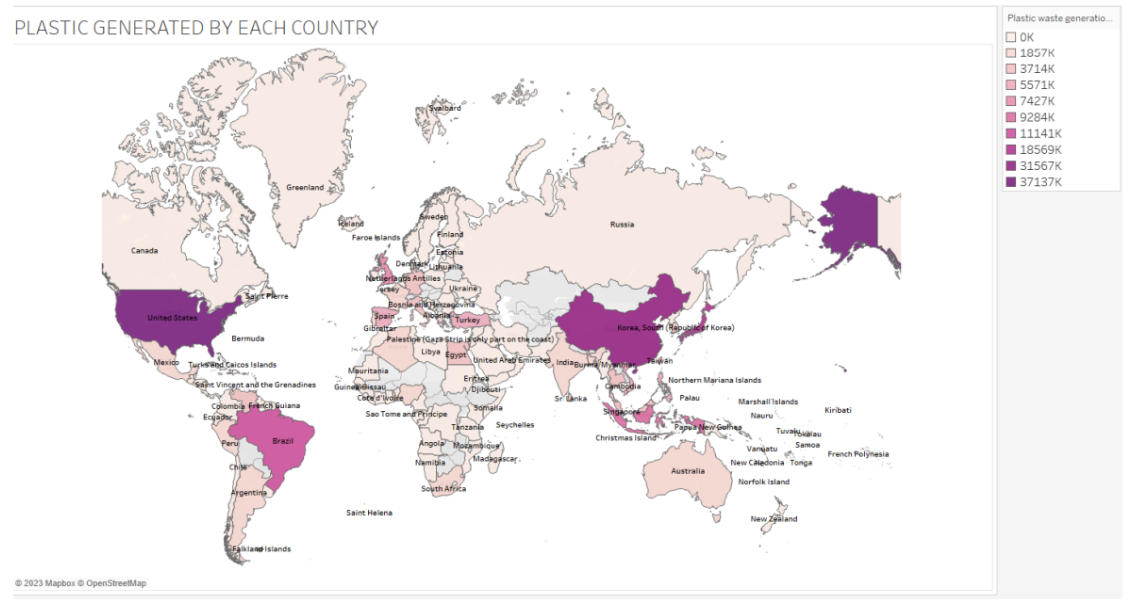 PLASTIC GENERATED BY EACH COUNTRY
Plastic waste generatio...
0K
1857K
3714K
5571K
7427K
9284K
11141K
18569K
31567K
37137K
Svalbard
Greenland
Iceland
Sweden
Faroe Islands
Finland
Russia
Canada
Estonia
Denmark
Lithuania
Netherlands Antilles
Jersey
Ukraine
Saint Pierre
Bosnia and Herzegovina
United States
Spain
Albania
Turkey
Gibraltar
Korea, South (Republic of Korea)
Bermuda
Palestine (Gaza Strip is only part on the coast)
Libya
Egypt
Mexico
Turks and Caicos Islands
United Arab Emirates
India
Burma/Myanmar
Taiwan
Mauritania
Saint Vincent and the Grenadines
Guinea Bissau
Eritrea
Djibouti
Cambodia
Northern Mariana Islands
Cote d'Ivoire
Sri Lanka
Palau
Marshall Islands
Colombia
French Guiana
Somalia
Singapore
Kiribati
Ecuador
Sao Tome and Principe
Nauru
Tanzania
Seychelles
Papua New Guinea
Tuvalu
Tokelau
Peru
Brazil
Angola
Mozambique
Christmas Island
Samoa
Vanuatu
French Polynesia
Chile
Namibia
Madagascar
Australia
New Caledonia
Tonga
Argentina
South Africa
Norfolk Island
Saint Helena
New Zealand
Falkland Islands
© 2023 Mapbox © OpenStreetMap